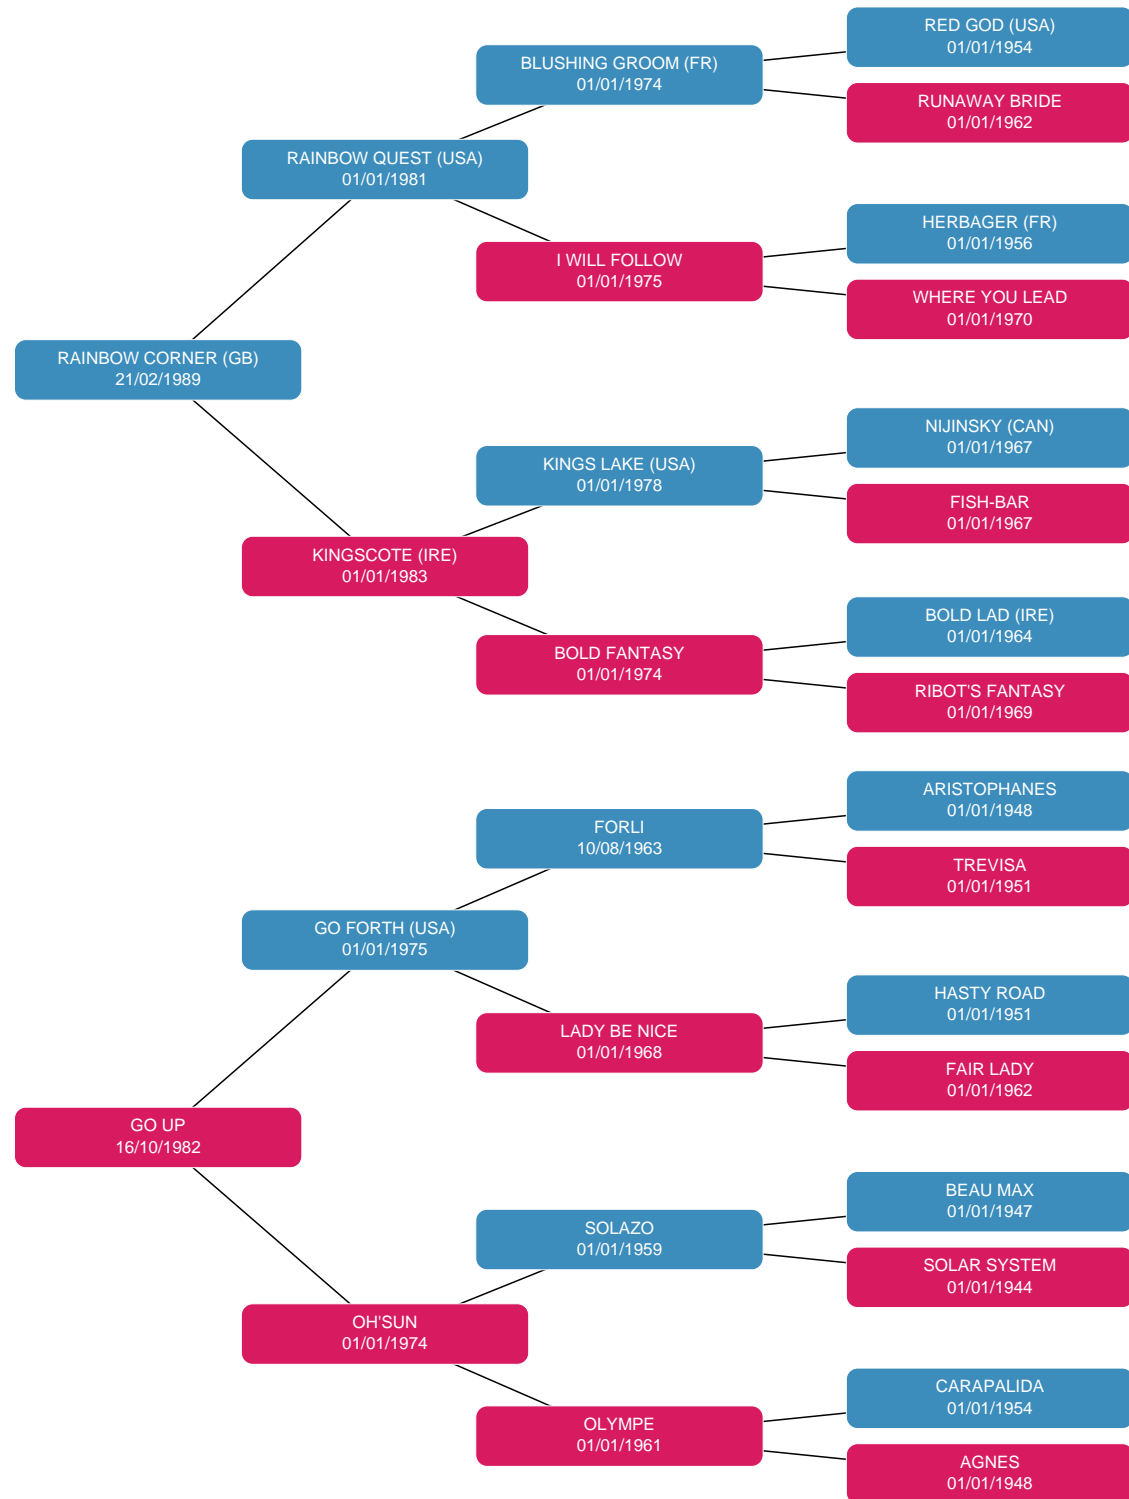 RED GOD (USA)
01/01/1954
BLUSHING GROOM (FR)
01/01/1974
RUNAWAY BRIDE
01/01/1962
RAINBOW QUEST (USA)
01/01/1981
HERBAGER (FR)
01/01/1956
I WILL FOLLOW
01/01/1975
WHERE YOU LEAD
01/01/1970
RAINBOW CORNER (GB)
21/02/1989
NIJINSKY (CAN)
01/01/1967
KINGS LAKE (USA)
01/01/1978
FISH-BAR
01/01/1967
KINGSCOTE (IRE)
01/01/1983
BOLD LAD (IRE)
01/01/1964
BOLD FANTASY
01/01/1974
RIBOT'S FANTASY
01/01/1969
ARISTOPHANES
01/01/1948
FORLI
10/08/1963
TREVISA
01/01/1951
GO FORTH (USA)
01/01/1975
HASTY ROAD
01/01/1951
LADY BE NICE
01/01/1968
FAIR LADY
01/01/1962
GO UP
16/10/1982
BEAU MAX
01/01/1947
SOLAZO
01/01/1959
SOLAR SYSTEM
01/01/1944
OH'SUN
01/01/1974
CARAPALIDA
01/01/1954
OLYMPE
01/01/1961
AGNES
01/01/1948